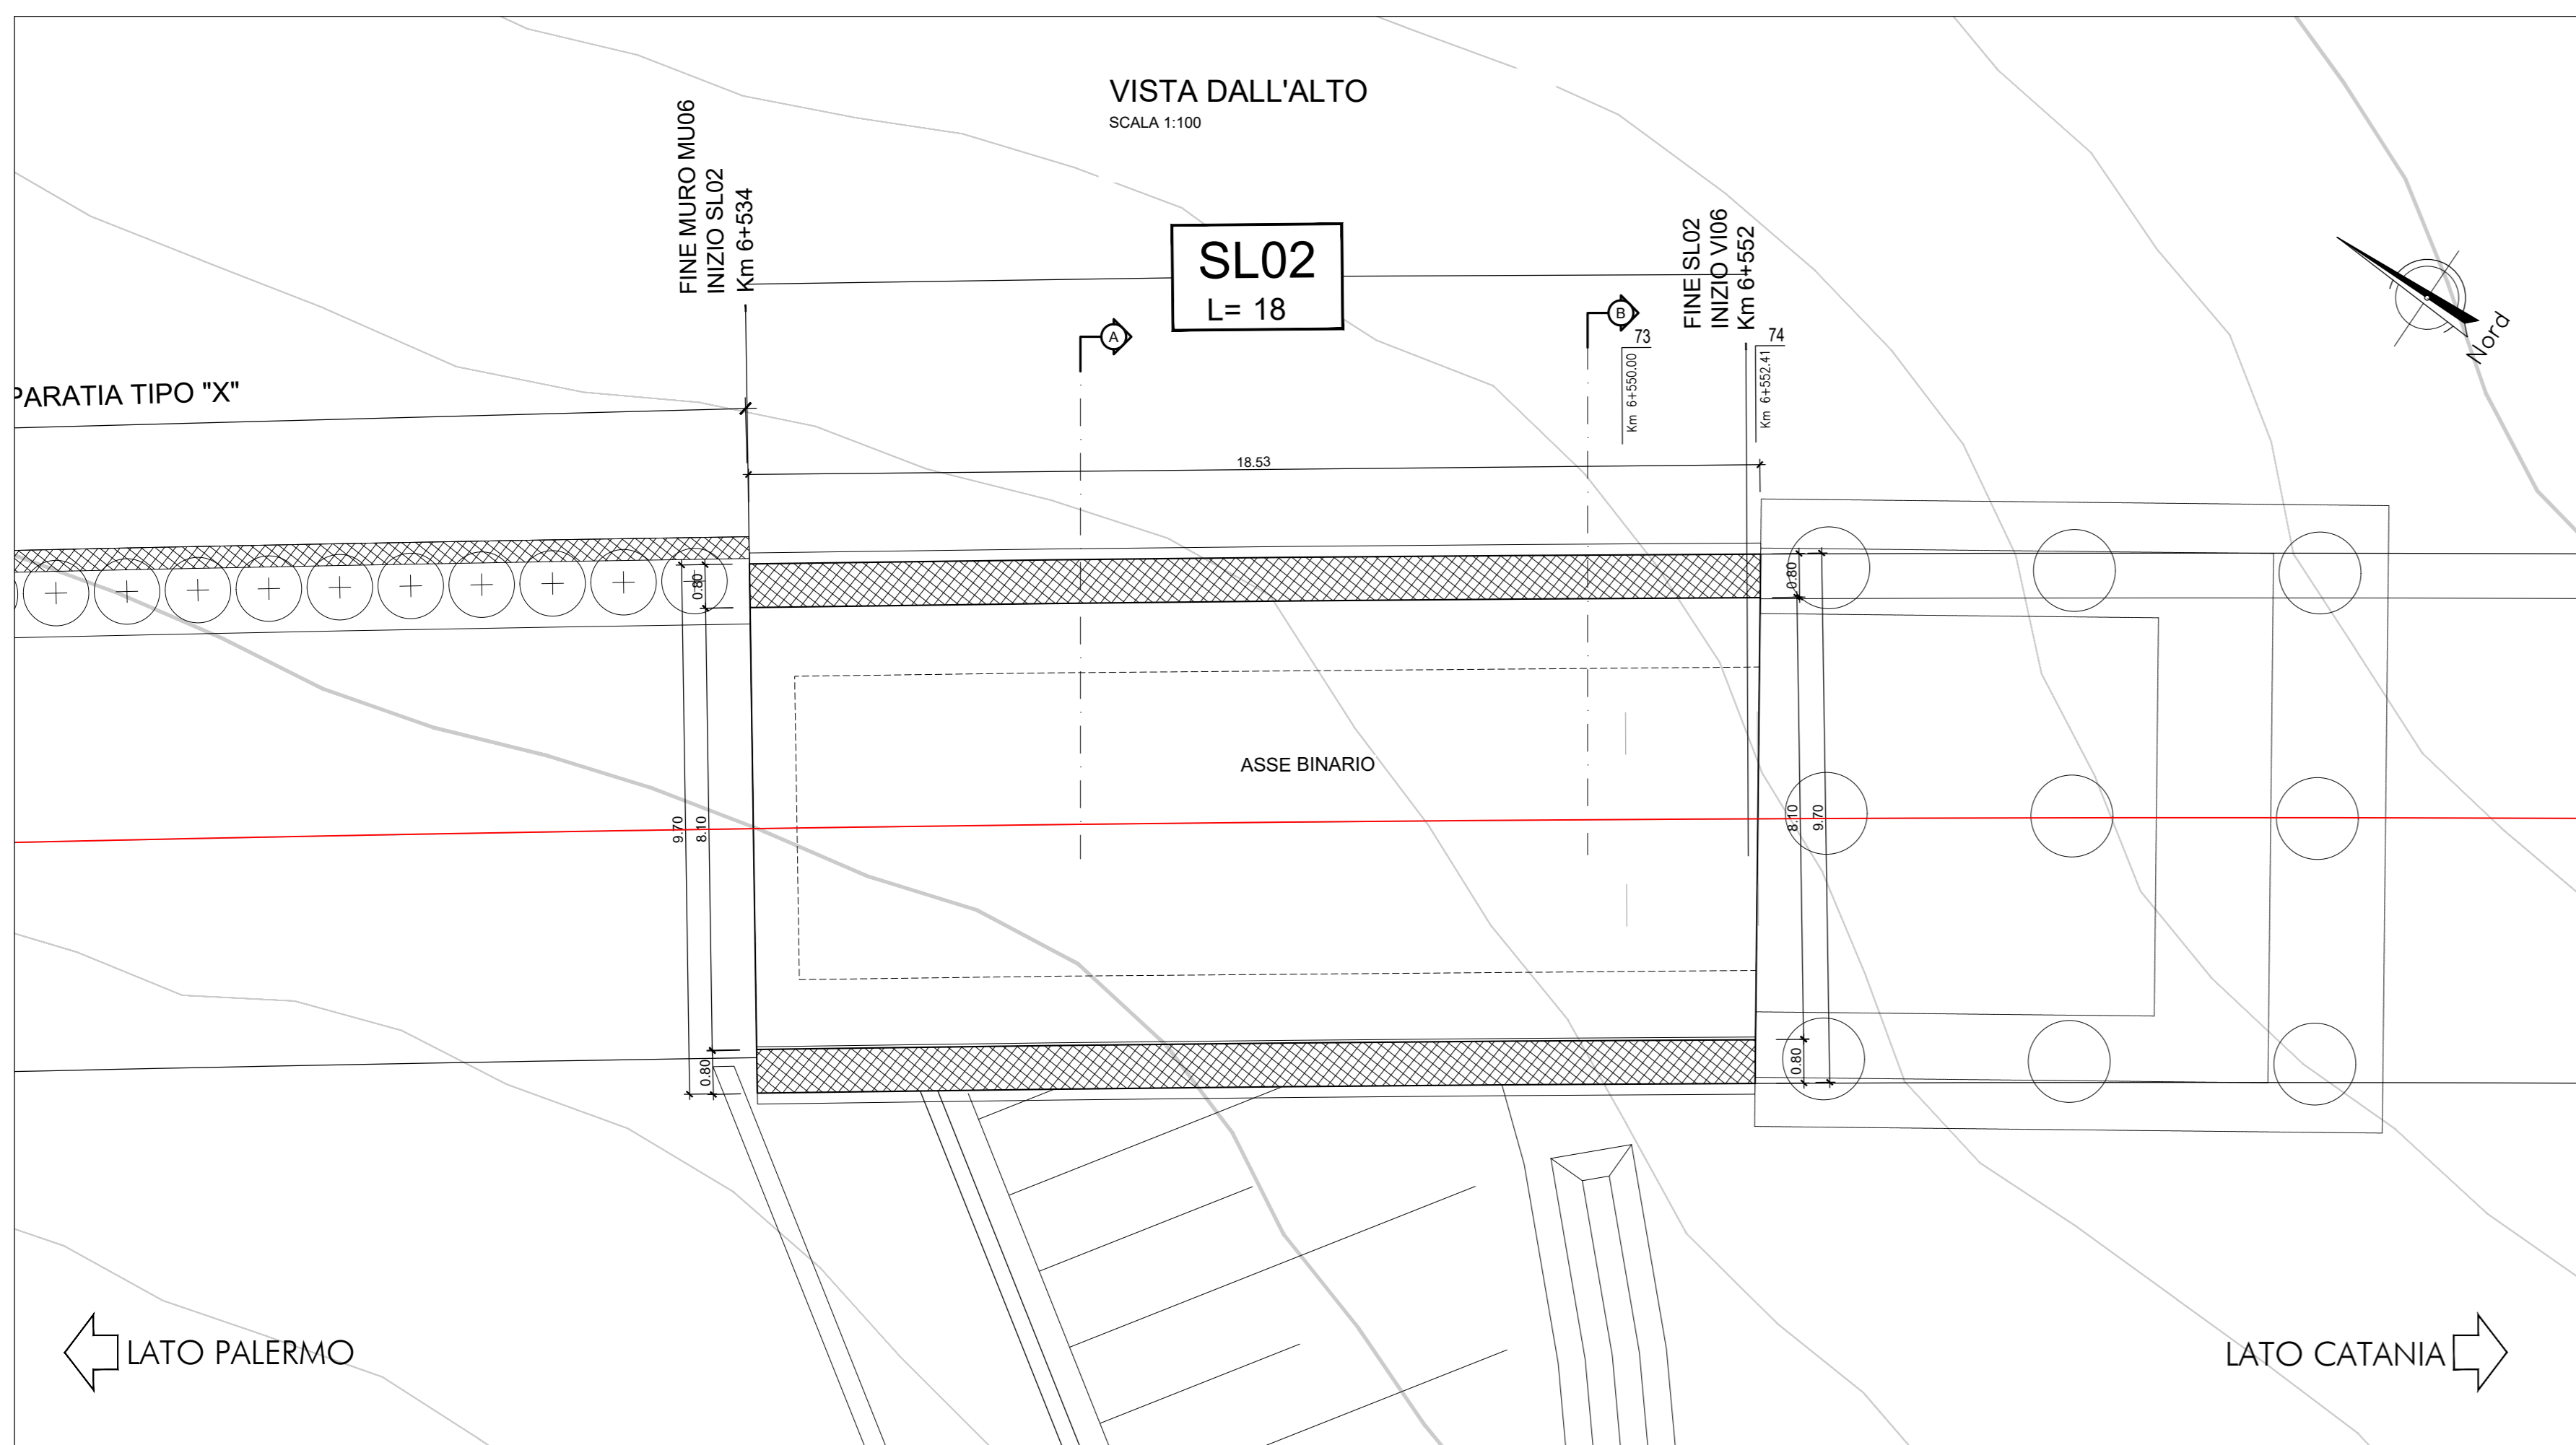 VISTA DALL'ALTO
SCALA 1:100
FINE MURO MU06
INIZIO SL02
Km 6+534
SL02
L= 18
FINE SL02
INIZIO VI06
Km 6+552
A
B
73
Km 6+550.00
74
Km 6+552.41
Nord
PARATIA TIPO "X"
18.53
0.80
0.80
ASSE BINARIO
9.70
8.10
8.10
9.70
0.80
0.80
LATO PALERMO
LATO CATANIA